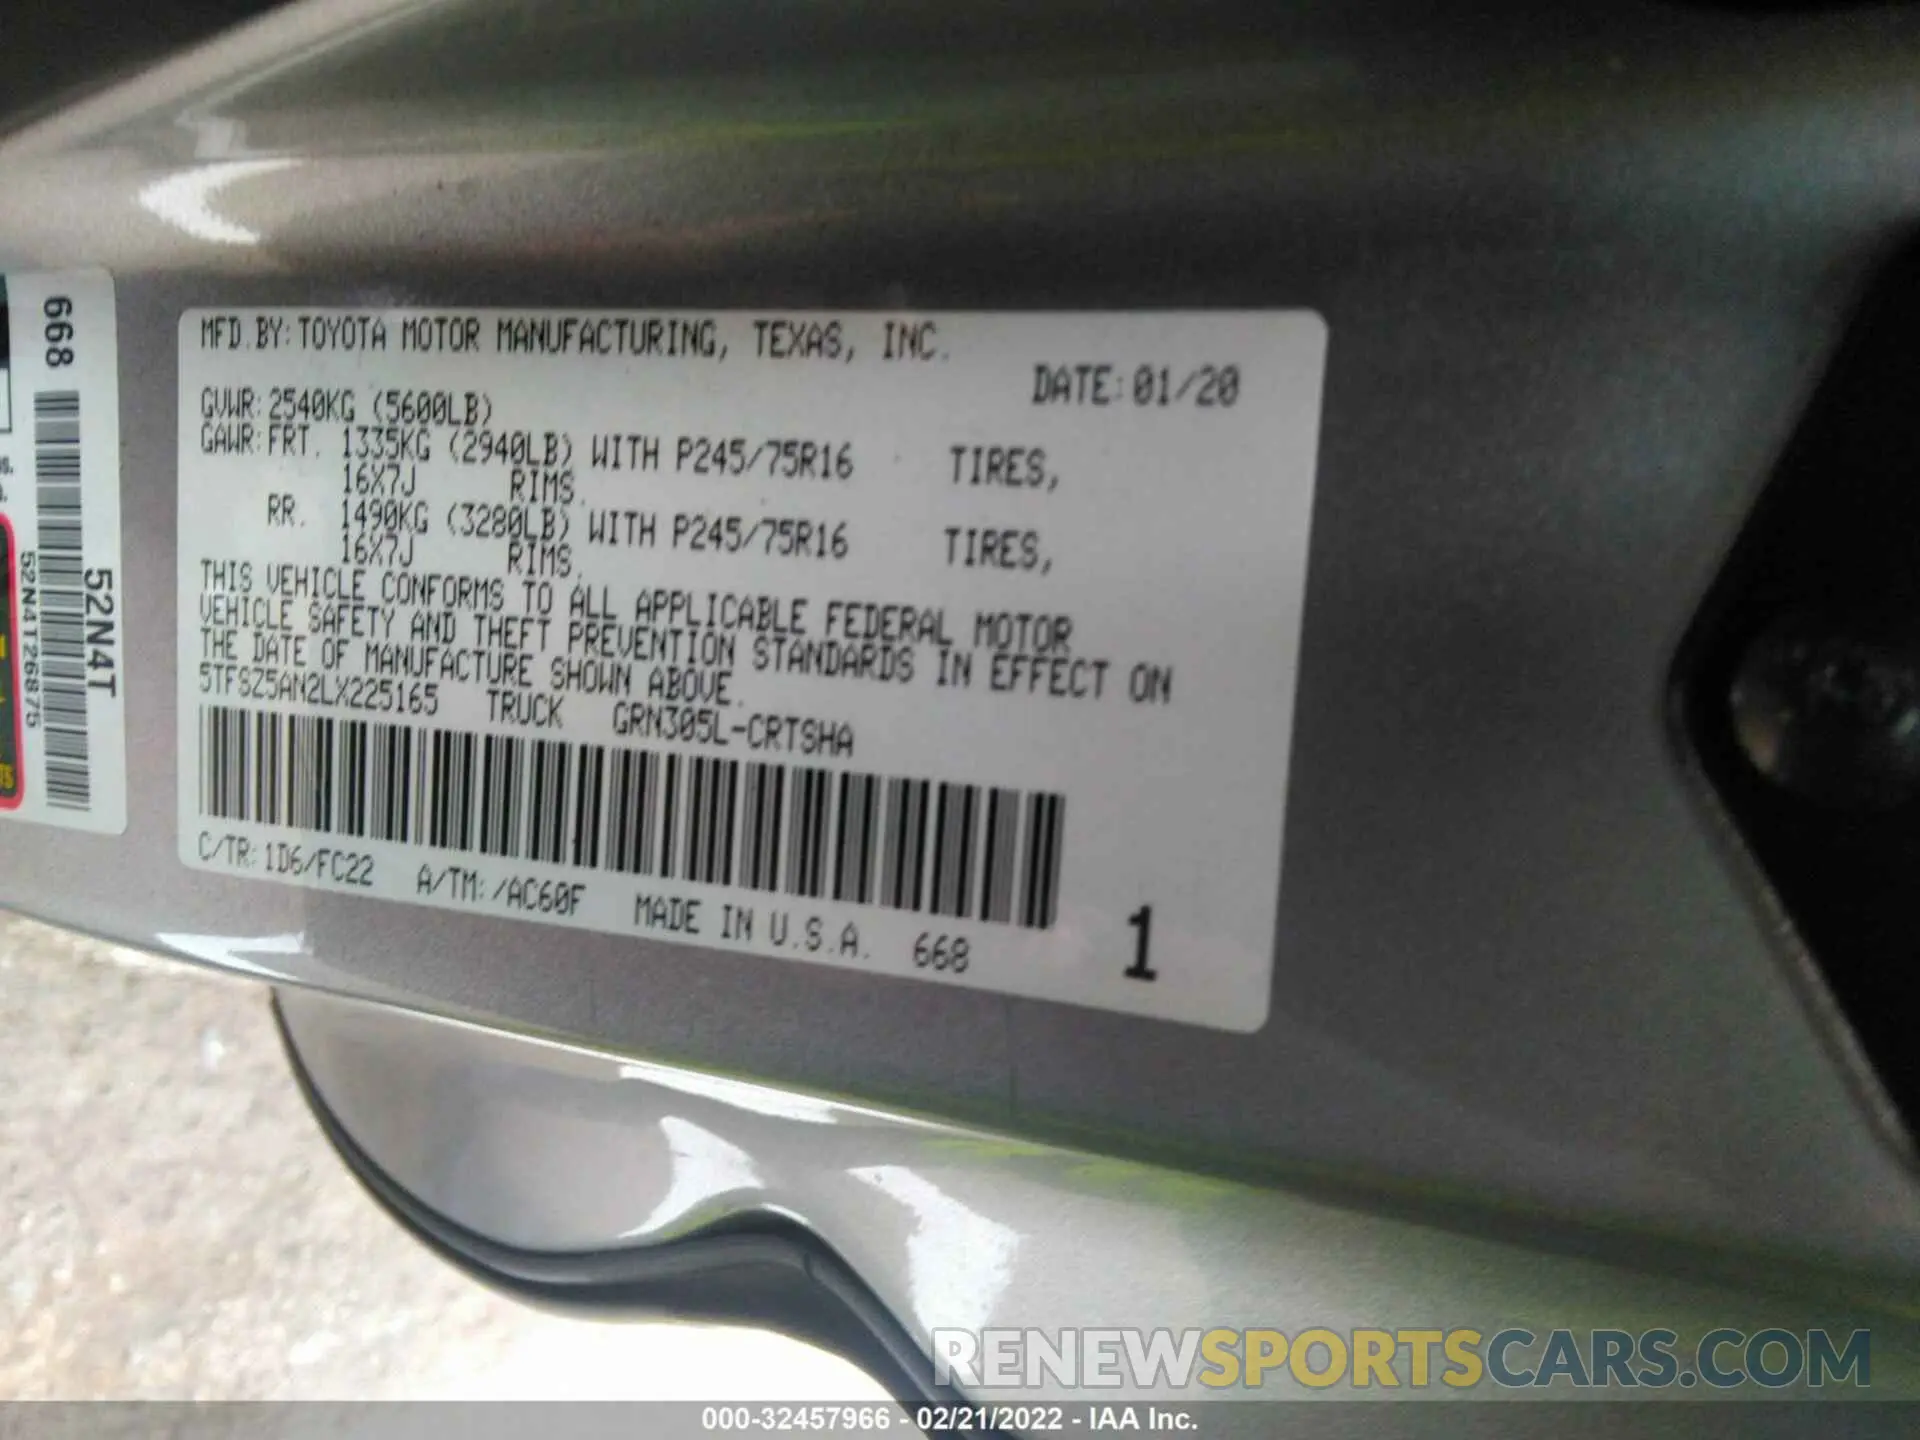 MFD.BY:TOYOTA MOTOR MANUFACTURING, TEXAS, INC.
DATE:01/20
GVWR:2540KG (5600LB)
GAWR:FRT. 1335KG (2940LB) WITH P245/75R16 TIRES,
16X7J RIMS.
RR. 1490KG (3280LB) WITH P245/75R16 TIRES,
16X7J RIMS.
THIS VEHICLE CONFORMS TO ALL APPLICABLE FEDERAL MOTOR
VEHICLE SAFETY AND THEFT PREVENTION STANDARDS IN EFFECT ON
THE DATE OF MANUFACTURE SHOWN ABOVE.
5TFSZ5AN2LX225165 TRUCK GRN305L-CRTSHA
C/TR:1D6/FC22 A/TM:/AC60F MADE IN U.S.A. 668
1
668
52N4T
52N4T26875
RENEWSPORTSCARS.COM
000-32457966 - 02/21/2022 - IAA Inc.